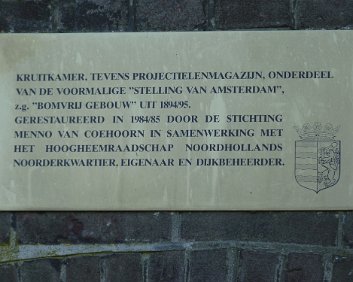 KRUITKAMER, TEVENS PROJECTIELENMAGAZIJN, ONDERDEEL
VAN DE VOORMALIGE "STELLING VAN AMSTERDAM",
z.g. "BOMVRIJ GEBOUW" UIT 1894/95.
GERESTAUREERD IN 1984/85 DOOR DE STICHTING
MENNO VAN COEHOORN IN SAMENWERKING MET
HET HOOGHEEMRAADSCHAP NOORDHOLLANDS
NOORDERKWARTIER, EIGENAAR EN DIJKBEHEERDER.